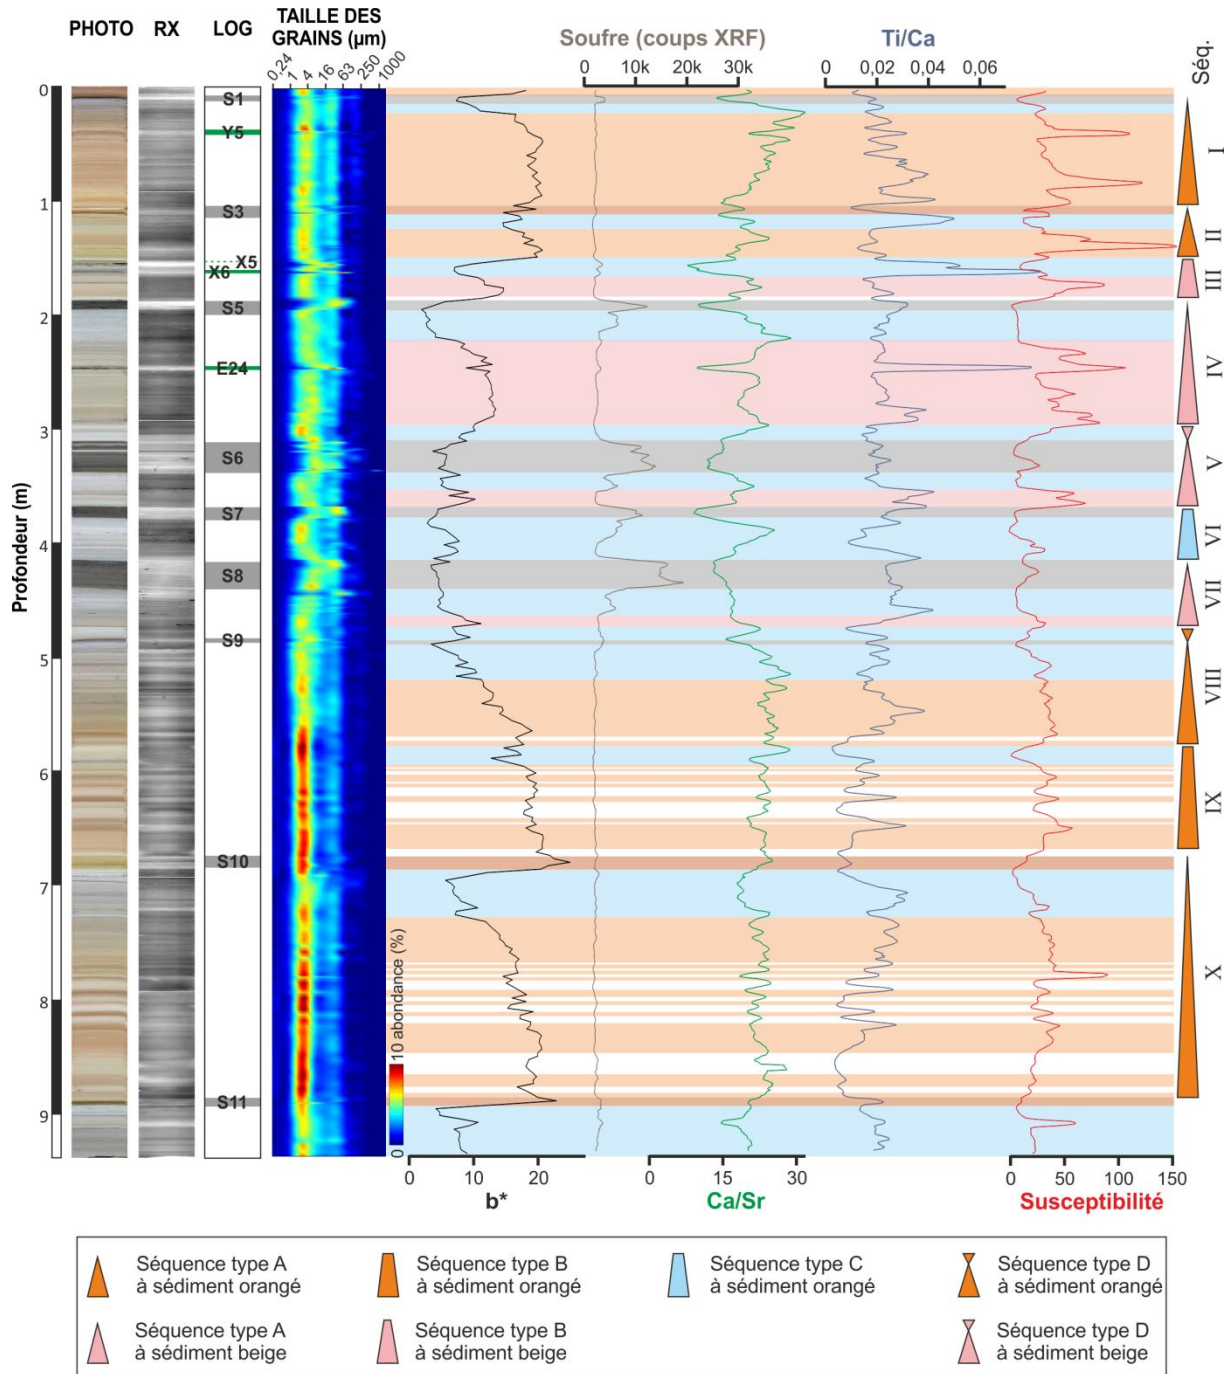 PHOTO
RX
LOG
TAILLE DES
GRAINS (µm)
0,24
1
4
16
63
250
1000
Soufre (coups XRF)
0
10k
20k
30k
Ti/Ca
0
0,02
0,04
0,06
Séq.
Profondeur (m)
0
1
2
3
4
5
6
7
8
9
S1
Y5
S3
X5
X6
S5
E24
S6
S7
S8
S9
S10
S11
0 10 abondance (%)
I
II
III
IV
V
VI
VII
VIII
IX
X
0
10
20
b*
0
15
30
Ca/Sr
0
50
100
150
Susceptibilité
Séquence type A
à sédiment orangé
Séquence type B
à sédiment orangé
Séquence type C
à sédiment orangé
Séquence type D
à sédiment orangé
Séquence type A
à sédiment beige
Séquence type B
à sédiment beige
Séquence type D
à sédiment beige